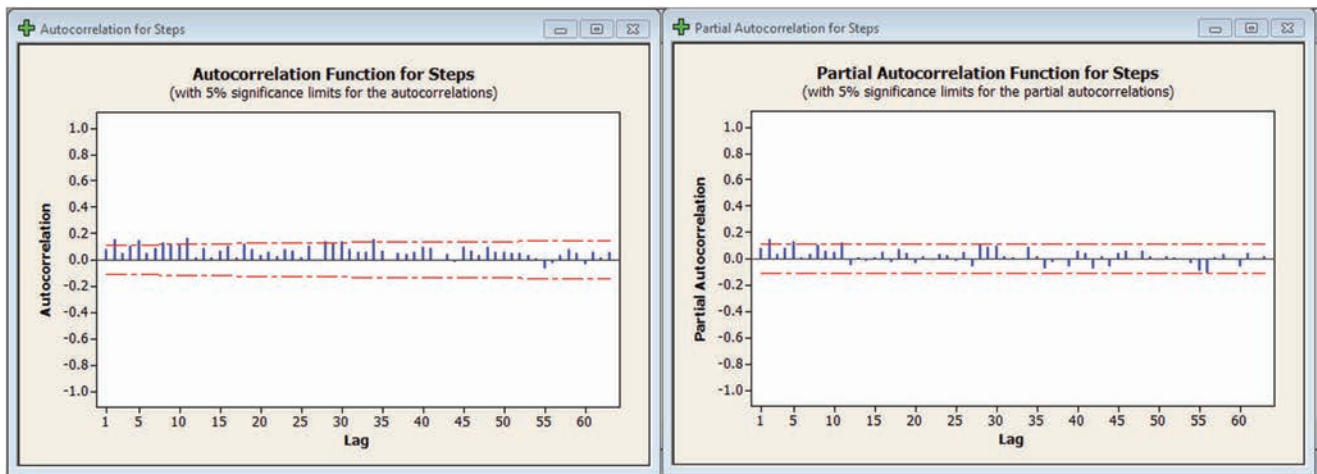 Autocorrelation for Steps
Autocorrelation Function for Steps
(with 5% significance limits for the autocorrelations)
Autocorrelation
1.0
0.8
0.6
0.4
0.2
0.0
-0.2
-0.4
-0.6
-0.8
-1.0
1 5 10 15 20 25 30 35 40 45 50 55 60
Lag
Partial Autocorrelation for Steps
Partial Autocorrelation Function for Steps
(with 5% significance limits for the partial autocorrelations)
Partial Autocorrelation
1.0
0.8
0.6
0.4
0.2
0.0
-0.2
-0.4
-0.6
-0.8
-1.0
1 5 10 15 20 25 30 35 40 45 50 55 60
Lag